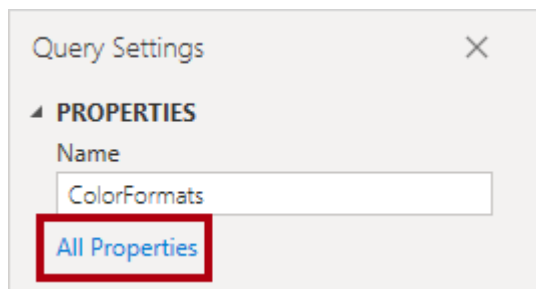 Query Settings
PROPERTIES
Name
ColorFormats
All Properties